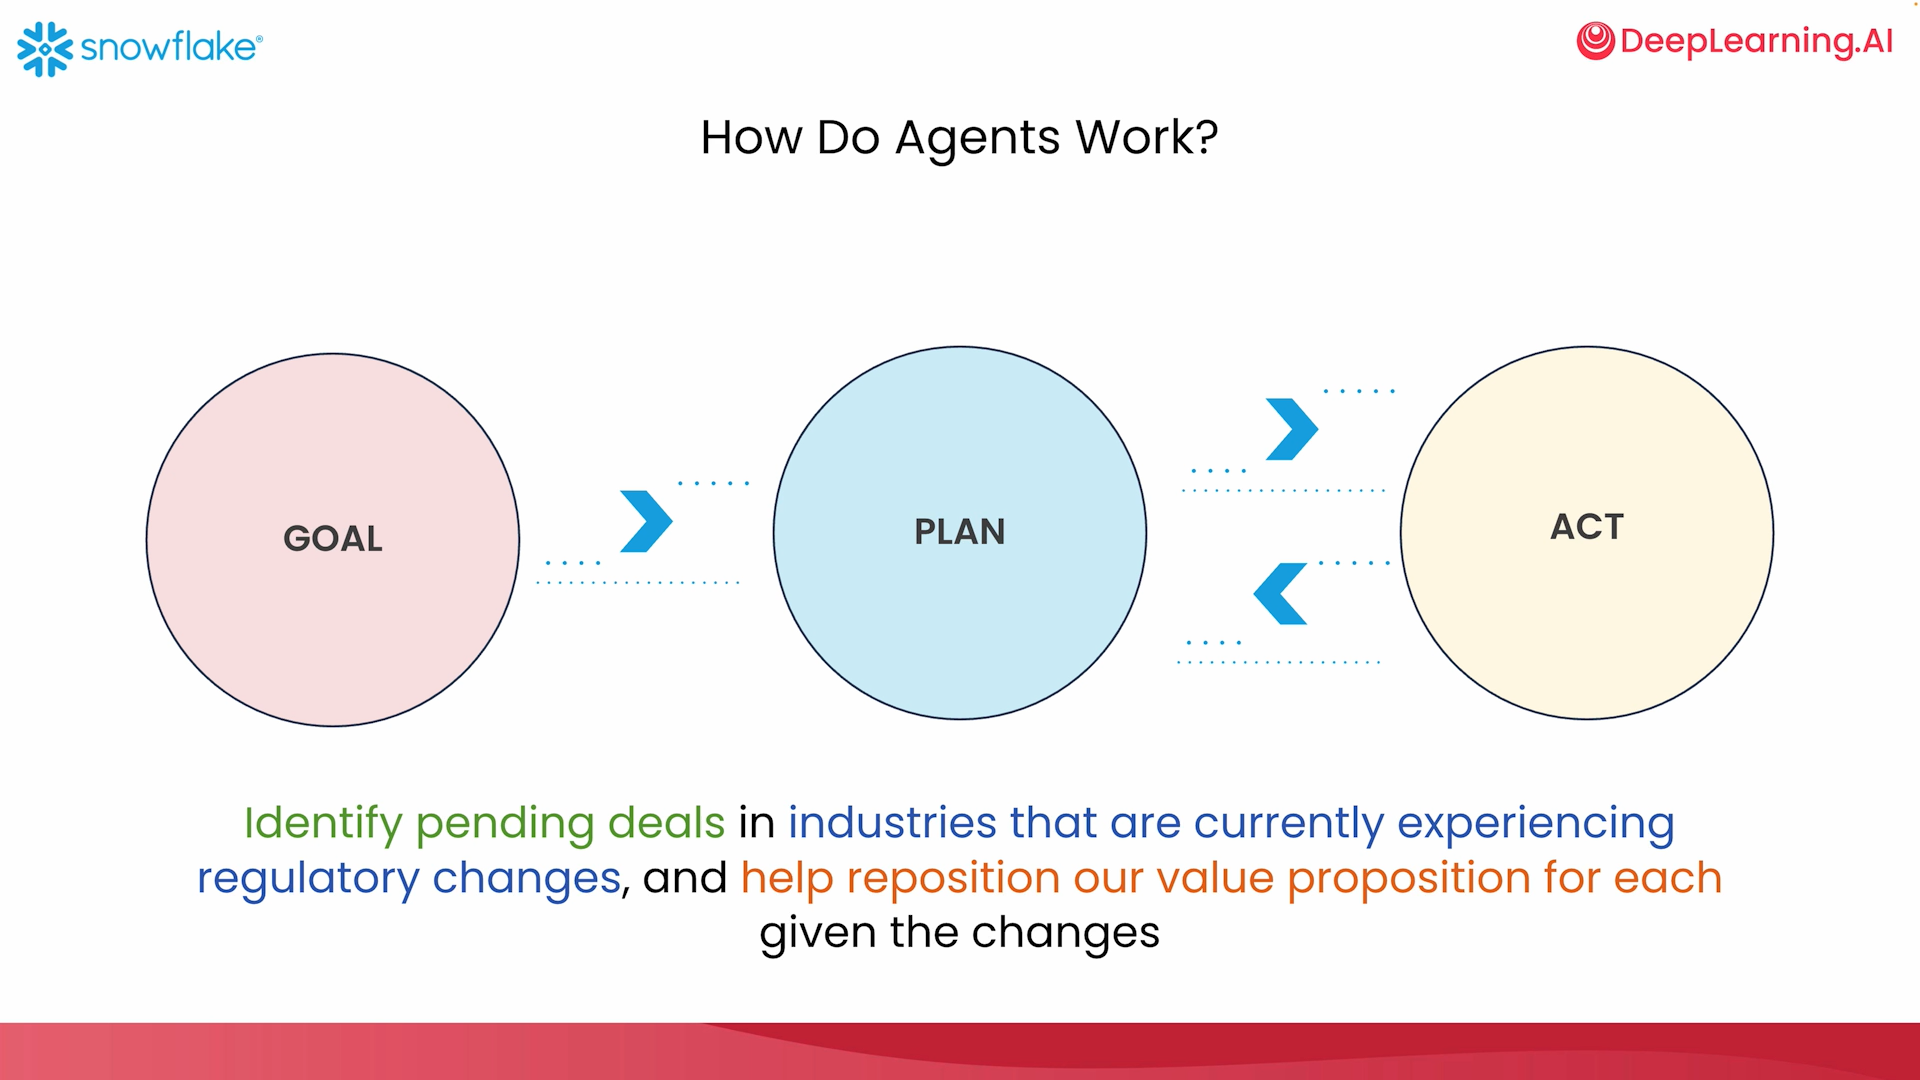 snowflake®
DeepLearning.AI
How Do Agents Work?
GOAL
PLAN
ACT
Identify pending deals in industries that are currently experiencing
regulatory changes, and help reposition our value proposition for each
given the changes